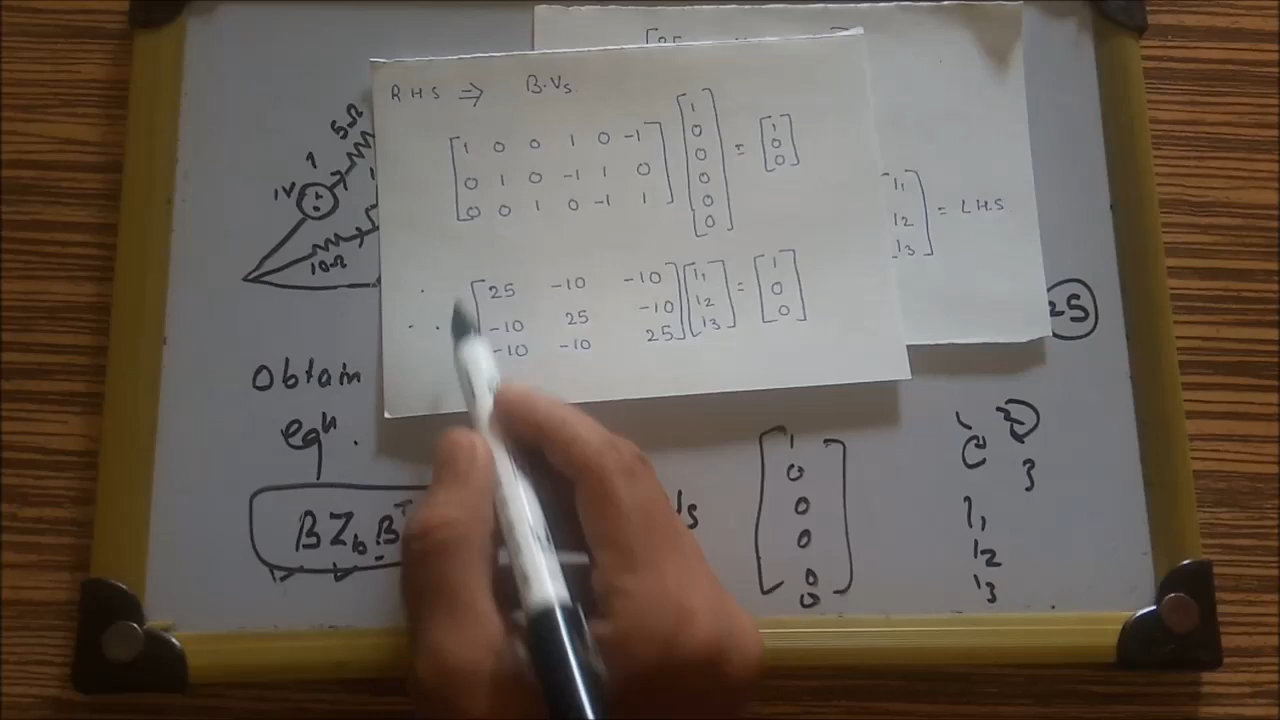 RHS ⇒ B.Vs.
[1 0 0 1 0 -1
0 1 0 -1 1 0
0 0 1 0 -1 1] [1 0 0 0 0 0] = [1 0 0]
∴ [25 -10 -10
-10 25 -10
-10 -10 25] [I1 I2 I3] = [1 0 0]
I1
I2
I3 ] = LHS
5Ω
1V
10Ω
25
Obtain
eqn.
BZbBT
[1
0
0
0
0
0]
1 2
3
I1
I2
I3